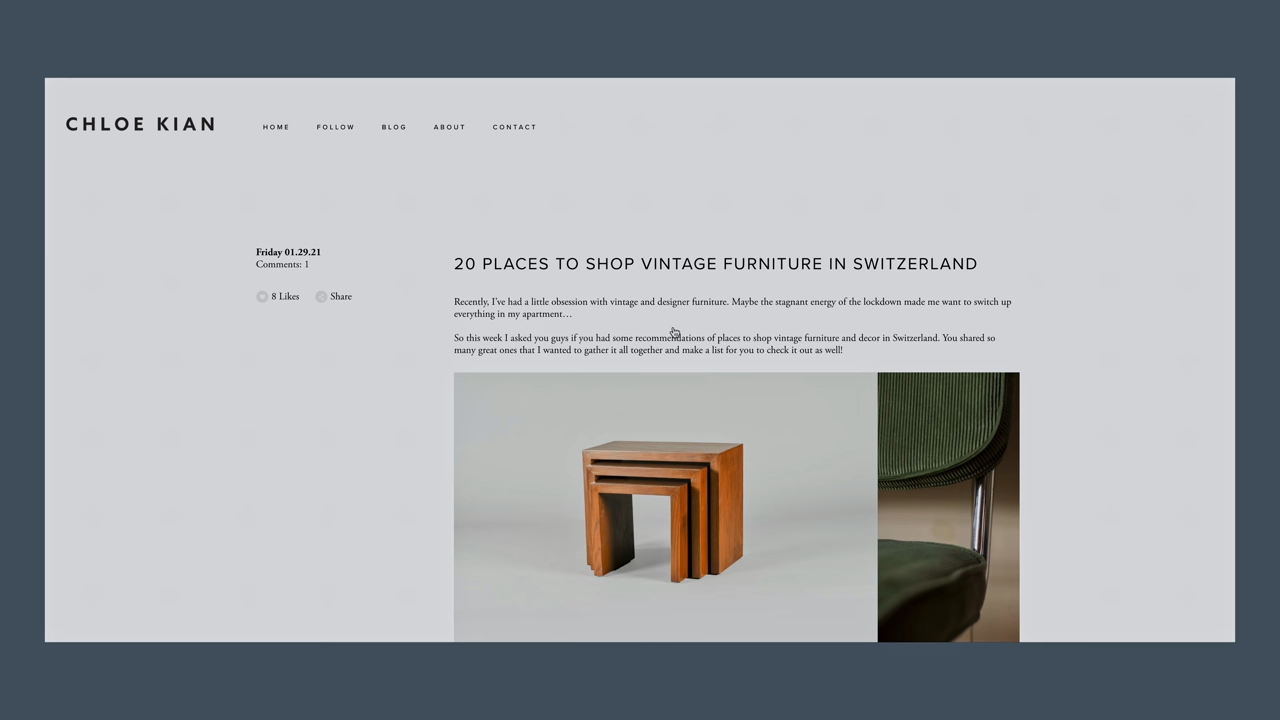 CHLOE KIAN
HOME FOLLOW BLOG ABOUT CONTACT
Friday 01.29.21
Comments: 1
8 Likes Share
20 PLACES TO SHOP VINTAGE FURNITURE IN SWITZERLAND
Recently, I've had a little obsession with vintage and designer furniture. Maybe the stagnant energy of the lockdown made me want to switch up
everything in my apartment…
So this week I asked you guys if you had some recommendations of places to shop vintage furniture and decor in Switzerland. You shared so
many great ones that I wanted to gather it all together and make a list for you to check it out as well!